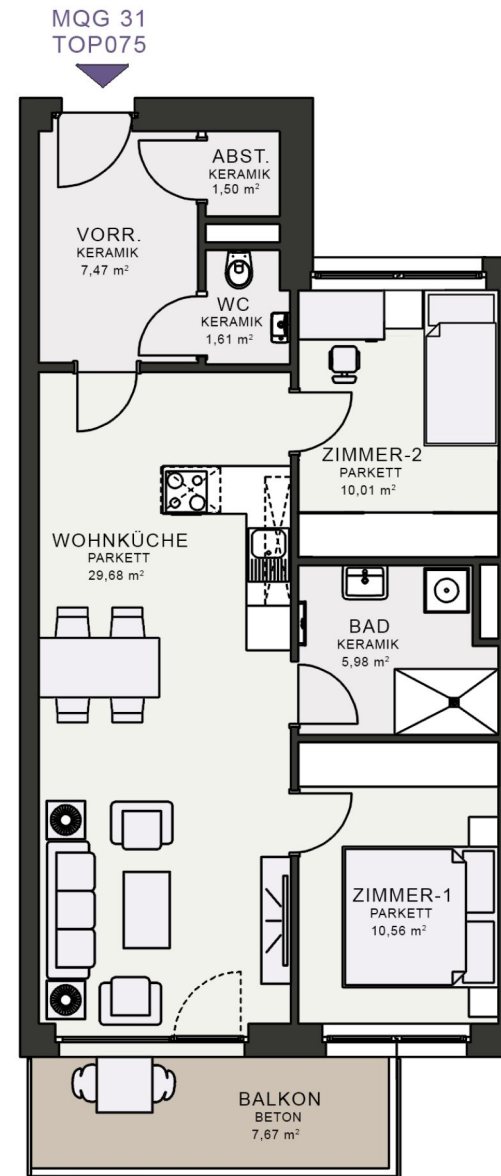 MQG 31
TOP075
ABST.
KERAMIK
1,50 m²
VORR.
KERAMIK
7,47 m²
WC
KERAMIK
1,61 m²
ZIMMER-2
PARKETT
10,01 m²
WOHNKÜCHE
PARKETT
29,68 m²
BAD
KERAMIK
5,98 m²
ZIMMER-1
PARKETT
10,56 m²
BALKON
BETON
7,67 m²